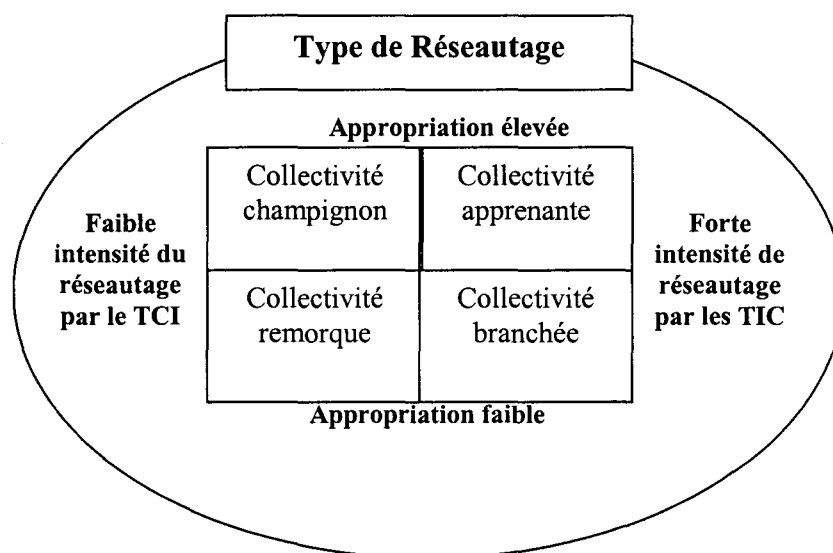 Type de Réseautage
Appropriation élevée
Collectivité
champignon
Collectivité
apprenante
Faible
intensité du
réseautage
par le TCI
Forte
intensité de
réseautage
par les TIC
Collectivité
remorque
Collectivité
branchée
Appropriation faible